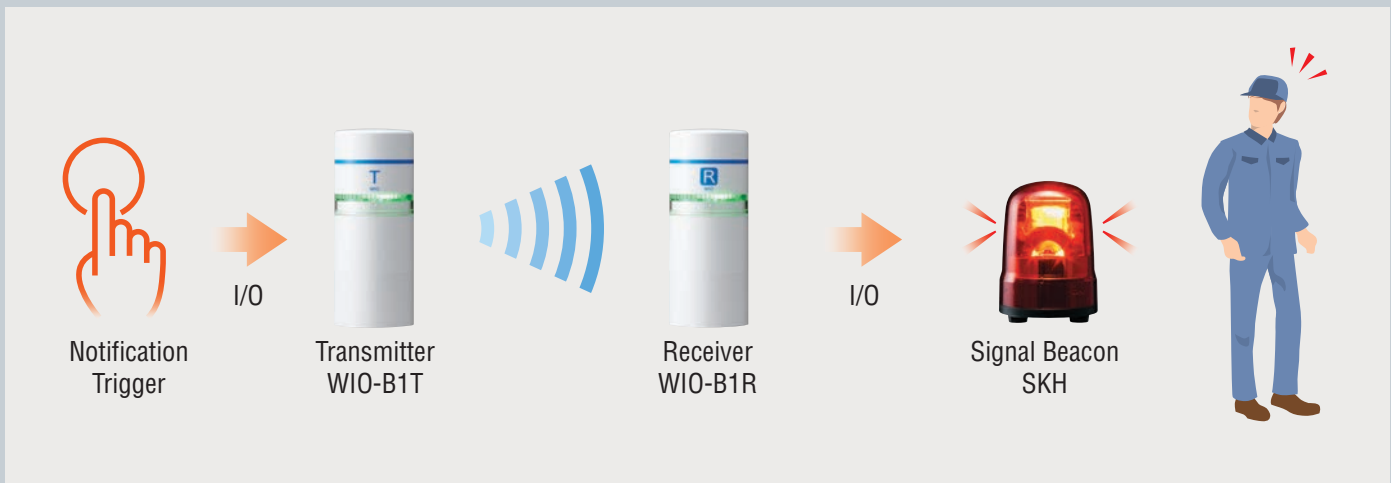 Notification
Trigger
I/O
T
Transmitter
WIO-B1T
R
Receiver
WIO-B1R
I/O
Signal Beacon
SKH